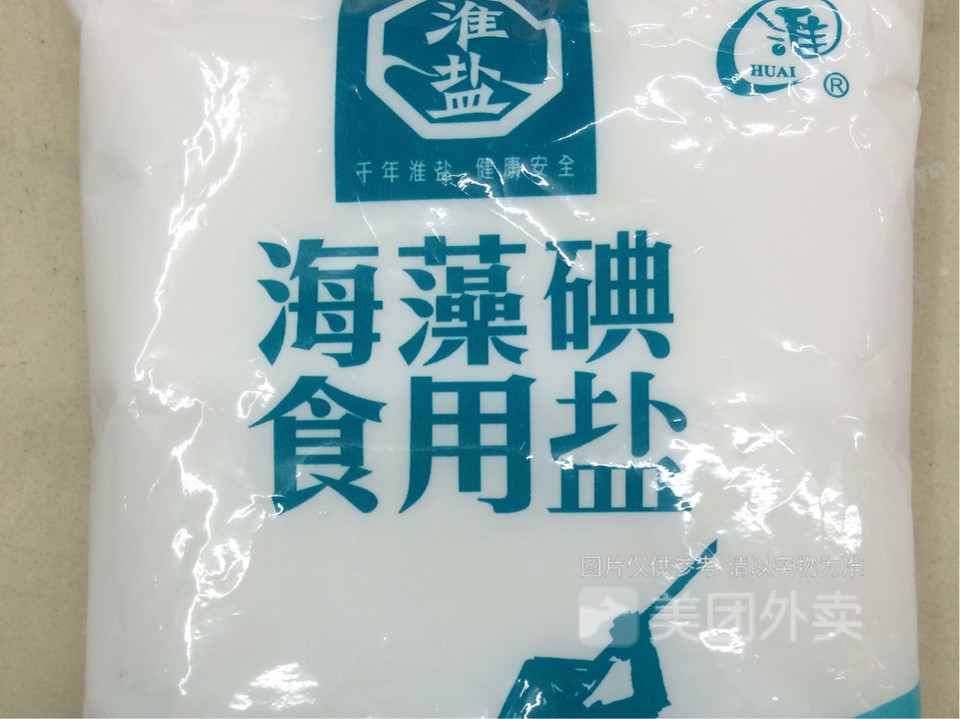 淮盐
淮
HUAI
®
千年淮盐 健康安全
海藻碘
食用盐
图片仅供参考 请以实物为准
美团外卖